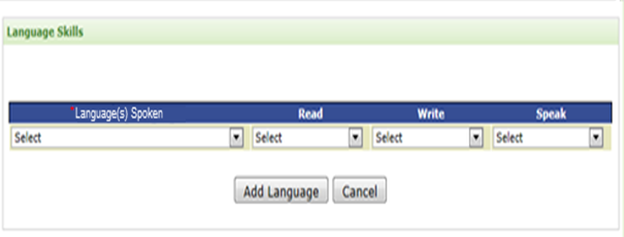 Language Skills
*Language(s) Spoken Read Write Speak
Select Select Select Select
Add Language Cancel